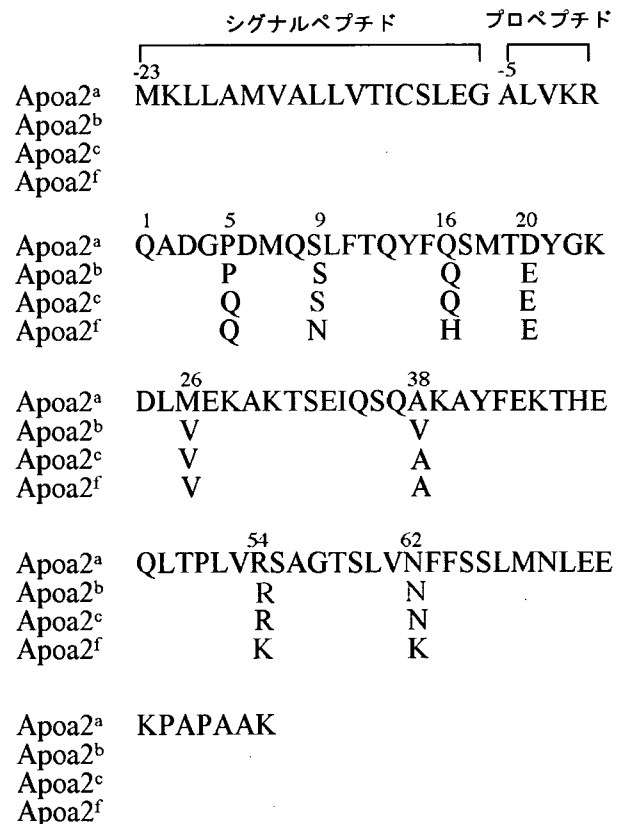 シグナルペプチド プロペプチド
-23 -5
Apoa2ᵃ MKLLAMVALLVTICSLEG ALVKR
Apoa2ᵇ
Apoa2ᶜ
Apoa2ᶠ
1 5 9 16 20
Apoa2ᵃ QADGPDMQSLFTQYFQSMTDYGK
Apoa2ᵇ P S Q E
Apoa2ᶜ Q S Q E
Apoa2ᶠ Q N H E
26 38
Apoa2ᵃ DLMEKAKTSEIQSQAKAYFEKTHE
Apoa2ᵇ V V
Apoa2ᶜ V A
Apoa2ᶠ V A
54 62
Apoa2ᵃ QLTPLVRSAGTSLVNFFSSLMNLEE
Apoa2ᵇ R N
Apoa2ᶜ R N
Apoa2ᶠ K K
Apoa2ᵃ KPAPAAK
Apoa2ᵇ
Apoa2ᶜ
Apoa2ᶠ